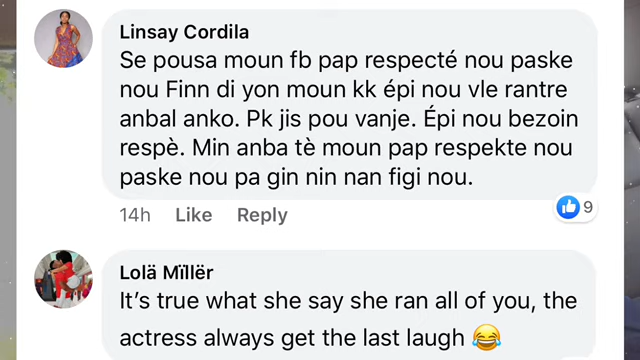 Linsay Cordila
Se pousa moun fb pap respecté nou paske
nou Finn di yon moun kk épi nou vle rantre
anbal anko. Pk jis pou vanje. Épi nou bezoin
respè. Min anba tè moun pap respekte nou
paske nou pa gin nin nan figi nou.
14h Like Reply 9
Lolä Mïllër
It's true what she say she ran all of you, the
actress always get the last laugh 😂